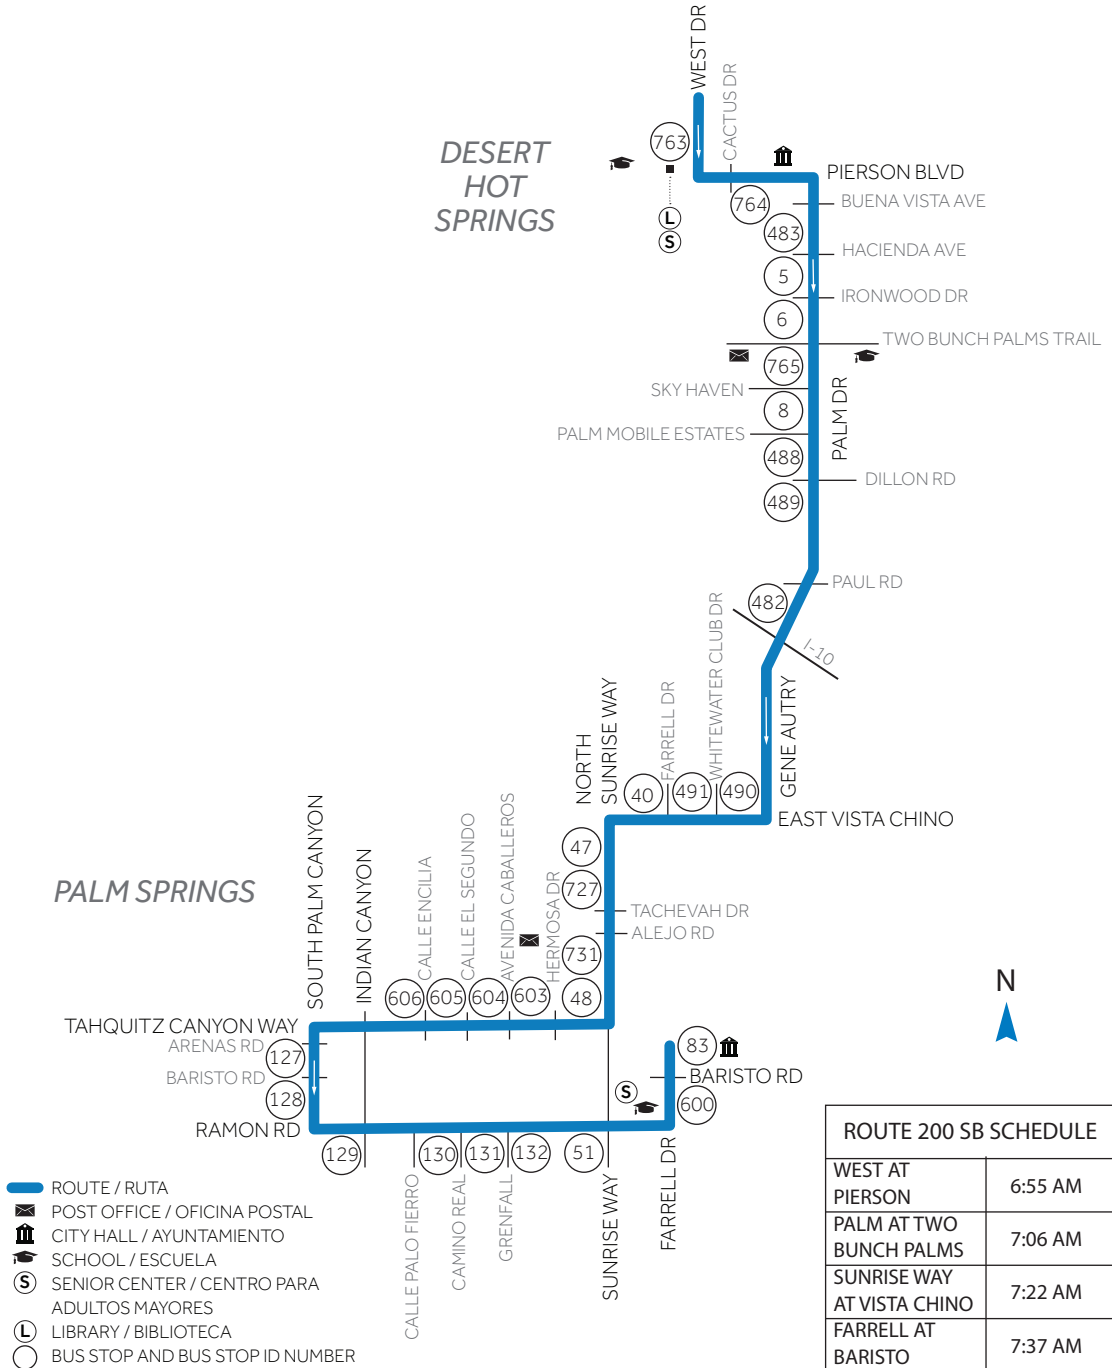 WEST DR
CACTUS DR
763
DESERT
HOT
SPRINGS
PIERSON BLVD
764
BUENA VISTA AVE
L
S
483
HACIENDA AVE
5
IRONWOOD DR
6
TWO BUNCH PALMS TRAIL
765
SKY HAVEN
8
PALM DR
PALM MOBILE ESTATES
488
DILLON RD
489
PAUL RD
482
I-10
GENE AUTRY
WHITEWATER CLUB DR
FARRELL DR
NORTH
SUNRISE WAY
40
491
490
EAST VISTA CHINO
47
PALM SPRINGS
727
TACHEVAH DR
ALEJO RD
731
48
SOUTH PALM CANYON
INDIAN CANYON
CALLE ENCILIA
CALLE EL SEGUNDO
AVENIDA CABALLEROS
HERMOSA DR
606
605
604
603
TAHQUITZ CANYON WAY
ARENAS RD
127
BARISTO RD
128
RAMON RD
129
130
131
132
51
83
BARISTO RD
S
600
CALLE PALO FIERRO
CAMINO REAL
GRENFALL
SUNRISE WAY
FARRELL DR
N
ROUTE / RUTA
POST OFFICE / OFICINA POSTAL
CITY HALL / AYUNTAMIENTO
SCHOOL / ESCUELA
S SENIOR CENTER / CENTRO PARA
ADULTOS MAYORES
L LIBRARY / BIBLIOTECA
BUS STOP AND BUS STOP ID NUMBER
ROUTE 200 SB SCHEDULE
WEST AT
PIERSON
6:55 AM
PALM AT TWO
BUNCH PALMS
7:06 AM
SUNRISE WAY
AT VISTA CHINO
7:22 AM
FARRELL AT
BARISTO
7:37 AM